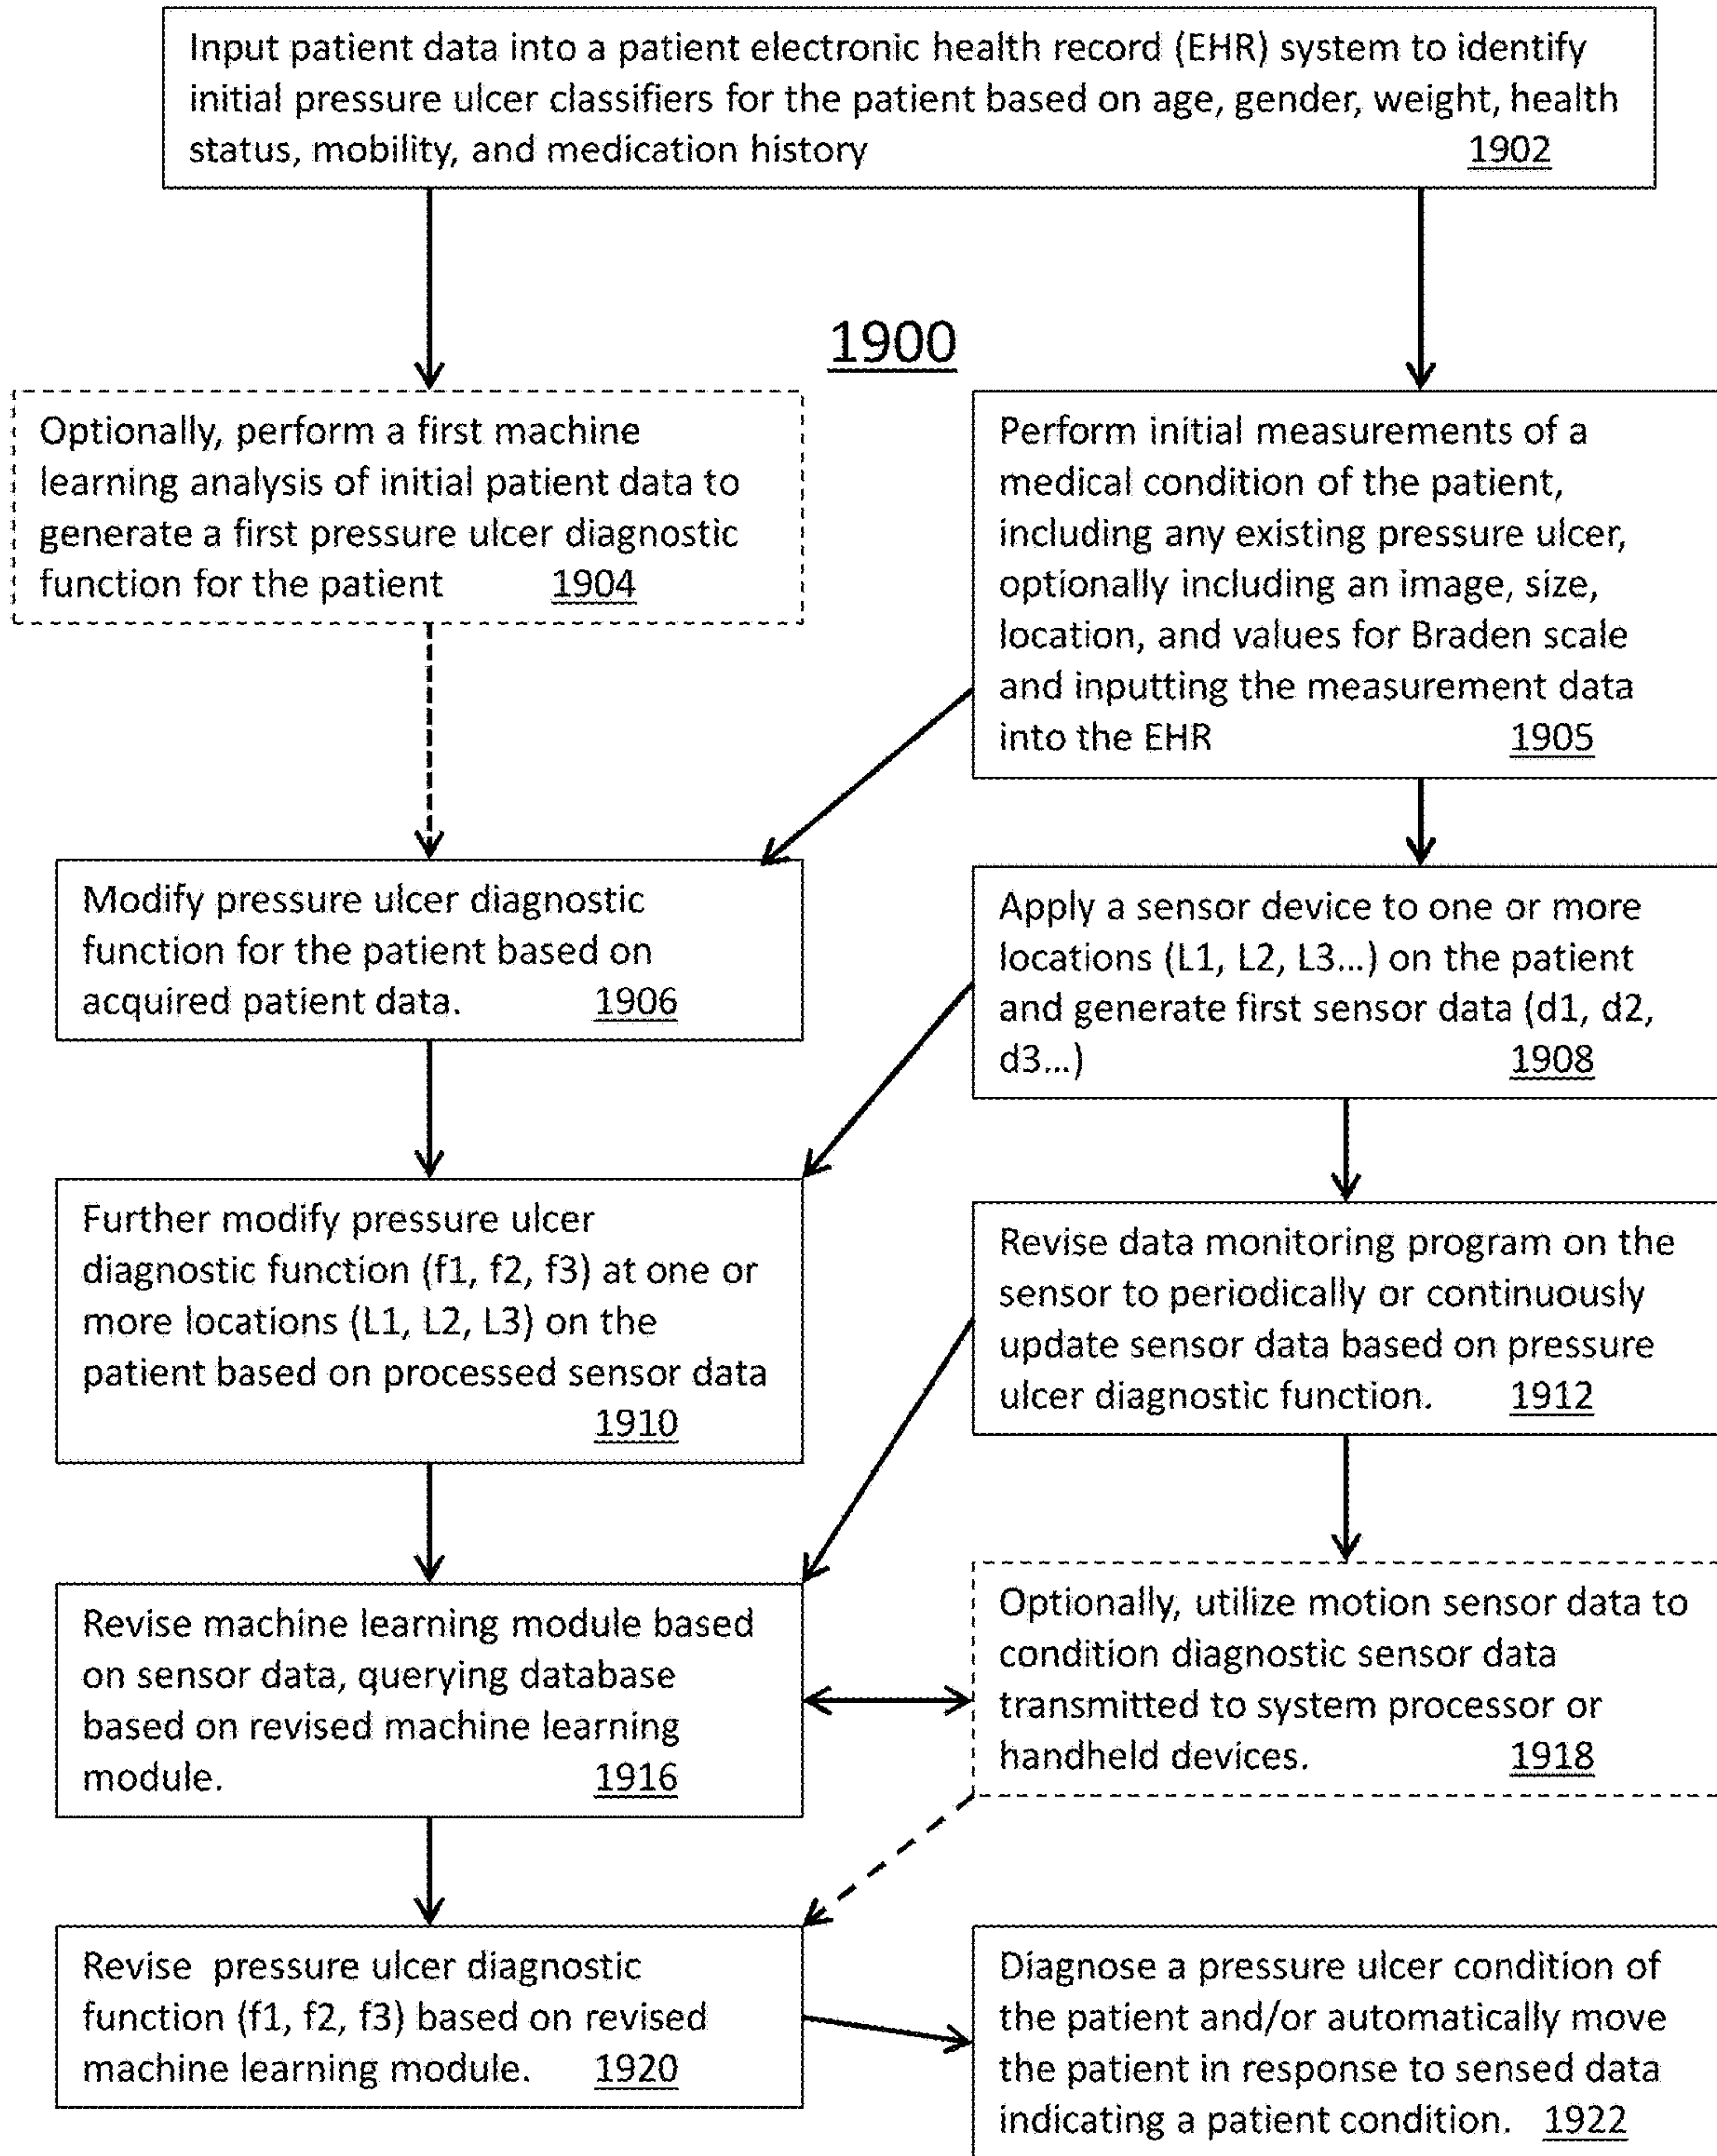 Input patient data into a patient electronic health record (EHR) system to identify
initial pressure ulcer classifiers for the patient based on age, gender, weight, health
status, mobility, and medication history 1902
1900
Optionally, perform a first machine
learning analysis of initial patient data to
generate a first pressure ulcer diagnostic
function for the patient 1904
Perform initial measurements of a
medical condition of the patient,
including any existing pressure ulcer,
optionally including an image, size,
location, and values for Braden scale
and inputting the measurement data
into the EHR 1905
Modify pressure ulcer diagnostic
function for the patient based on
acquired patient data. 1906
Apply a sensor device to one or more
locations (L1, L2, L3...) on the patient
and generate first sensor data (d1, d2,
d3...) 1908
Further modify pressure ulcer
diagnostic function (f1, f2, f3) at one or
more locations (L1, L2, L3) on the
patient based on processed sensor data
1910
Revise data monitoring program on the
sensor to periodically or continuously
update sensor data based on pressure
ulcer diagnostic function. 1912
Revise machine learning module based
on sensor data, querying database
based on revised machine learning
module. 1916
Optionally, utilize motion sensor data to
condition diagnostic sensor data
transmitted to system processor or
handheld devices. 1918
Revise pressure ulcer diagnostic
function (f1, f2, f3) based on revised
machine learning module. 1920
Diagnose a pressure ulcer condition of
the patient and/or automatically move
the patient in response to sensed data
indicating a patient condition. 1922